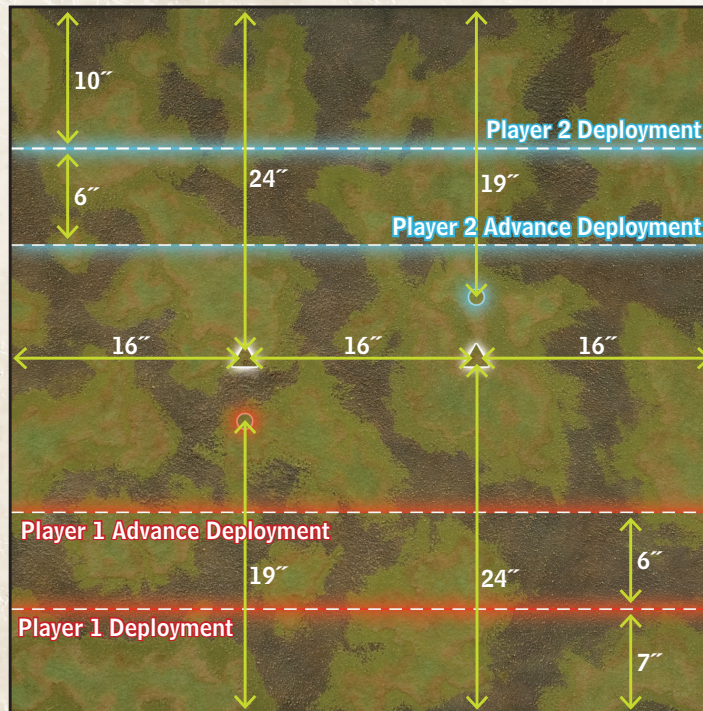 10″
Player 2 Deployment
24″
19″
6″
Player 2 Advance Deployment
16″
16″
16″
Player 1 Advance Deployment
6″
19″
24″
Player 1 Deployment
7″